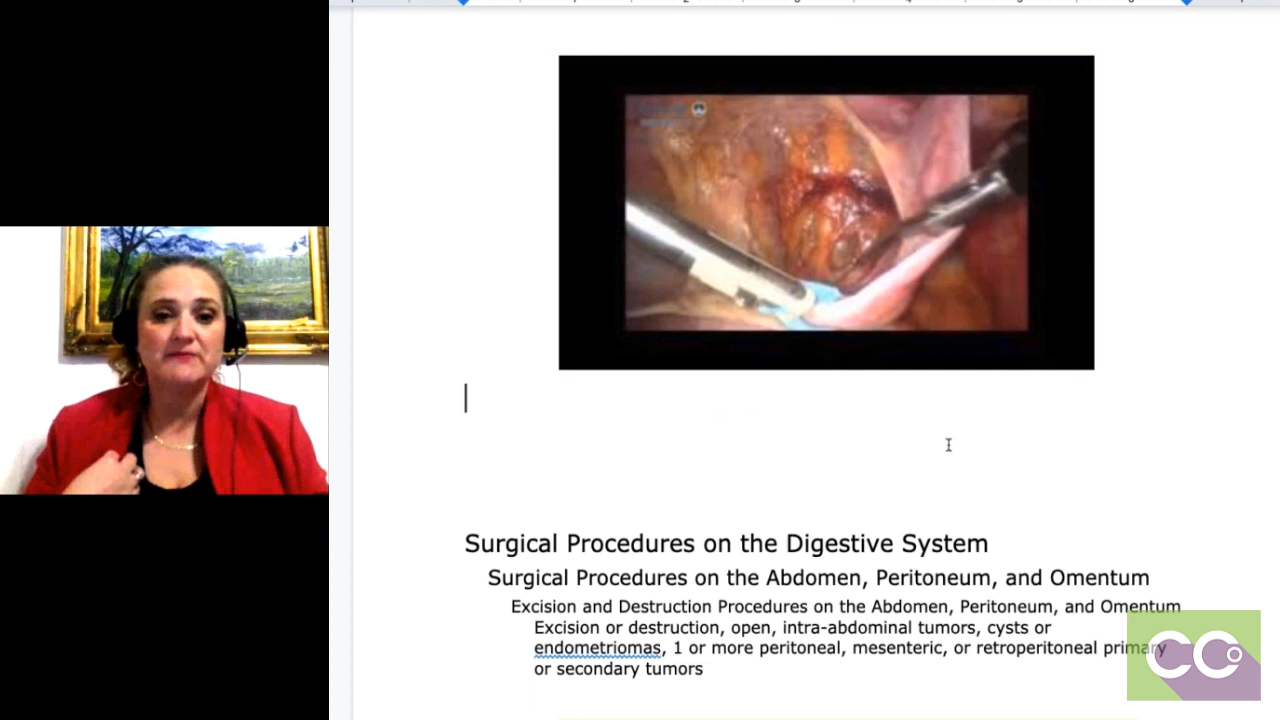 Surgical Procedures on the Digestive System
Surgical Procedures on the Abdomen, Peritoneum, and Omentum
Excision and Destruction Procedures on the Abdomen, Peritoneum, and Omentum
Excision or destruction, open, intra-abdominal tumors, cysts or
endometriomas, 1 or more peritoneal, mesenteric, or retroperitoneal primary
or secondary tumors
CCO